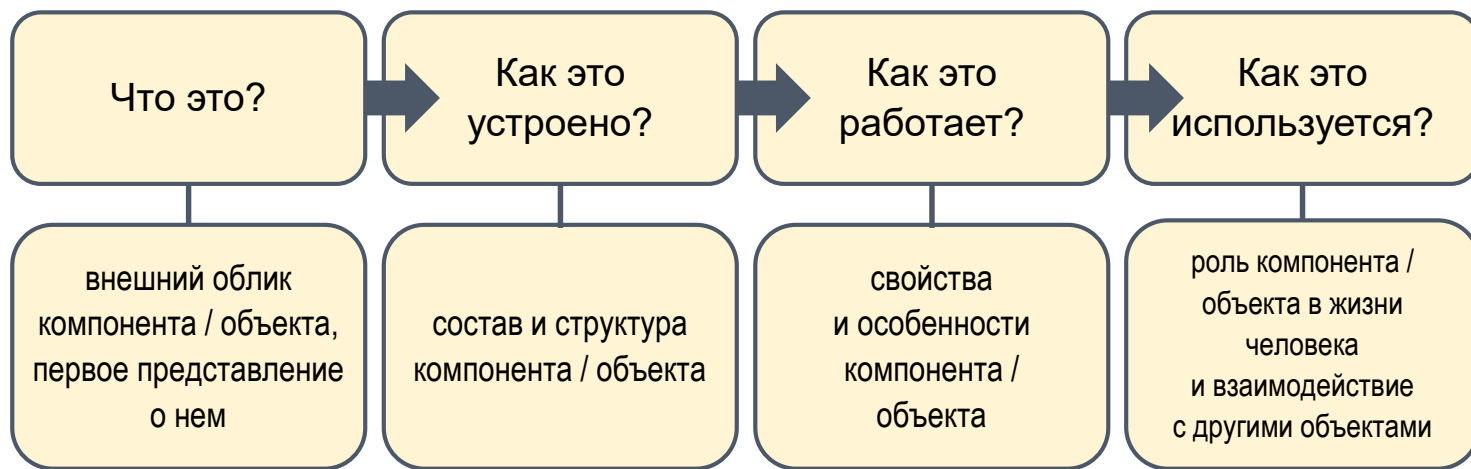 Что это?
Как это
устроено?
Как это
работает?
Как это
используется?
внешний облик
компонента / объекта,
первое представление
о нем
состав и структура
компонента / объекта
свойства
и особенности
компонента /
объекта
роль компонента /
объекта в жизни
человека
и взаимодействие
с другими объектами